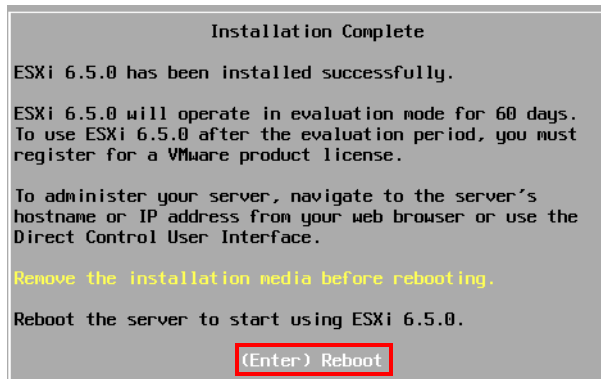 Installation Complete
ESXi 6.5.0 has been installed successfully.
ESXi 6.5.0 will operate in evaluation mode for 60 days.
To use ESXi 6.5.0 after the evaluation period, you must
register for a VMware product license.
To administer your server, navigate to the server's
hostname or IP address from your web browser or use the
Direct Control User Interface.
Remove the installation media before rebooting.
Reboot the server to start using ESXi 6.5.0.
(Enter) Reboot